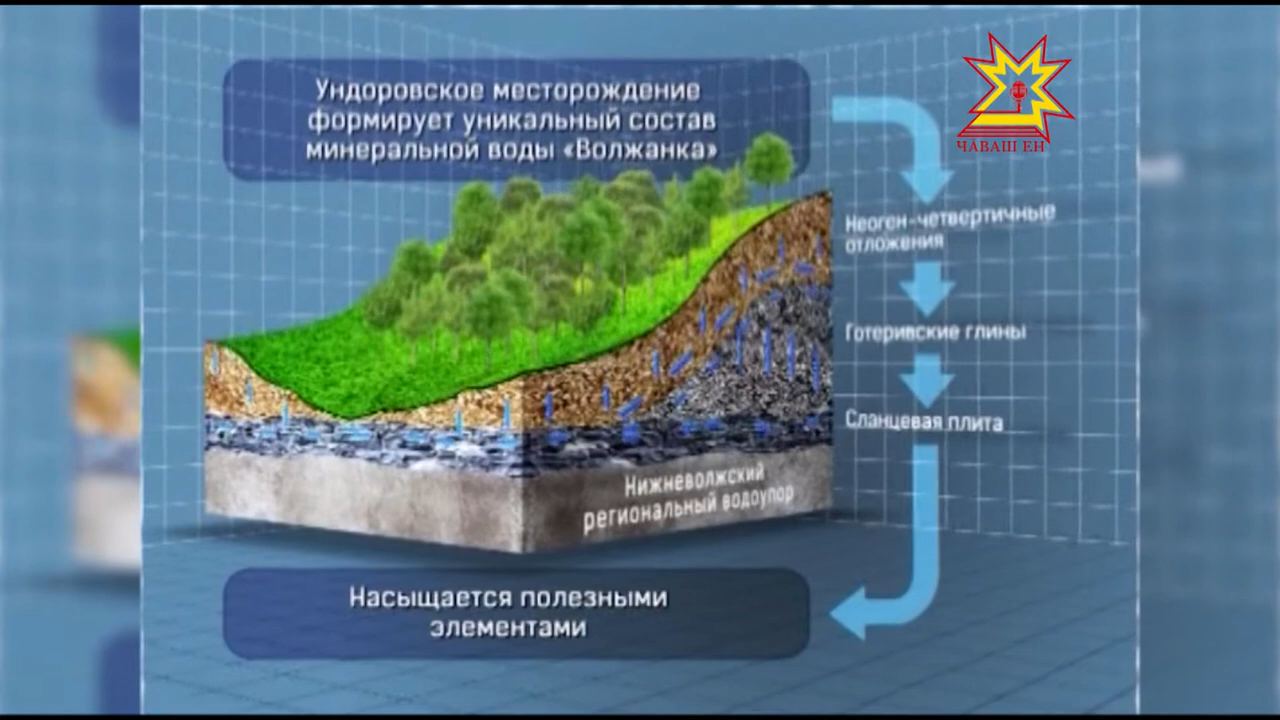 Ундоровское месторождение
формирует уникальный состав
минеральной воды «Волжанка»
ЧӐВАШ ЕН
Неоген-четвертичные
отложения
Готеривские глины
Сланцевая плита
Нижневолжский
региональный водоупор
Насыщается полезными
элементами